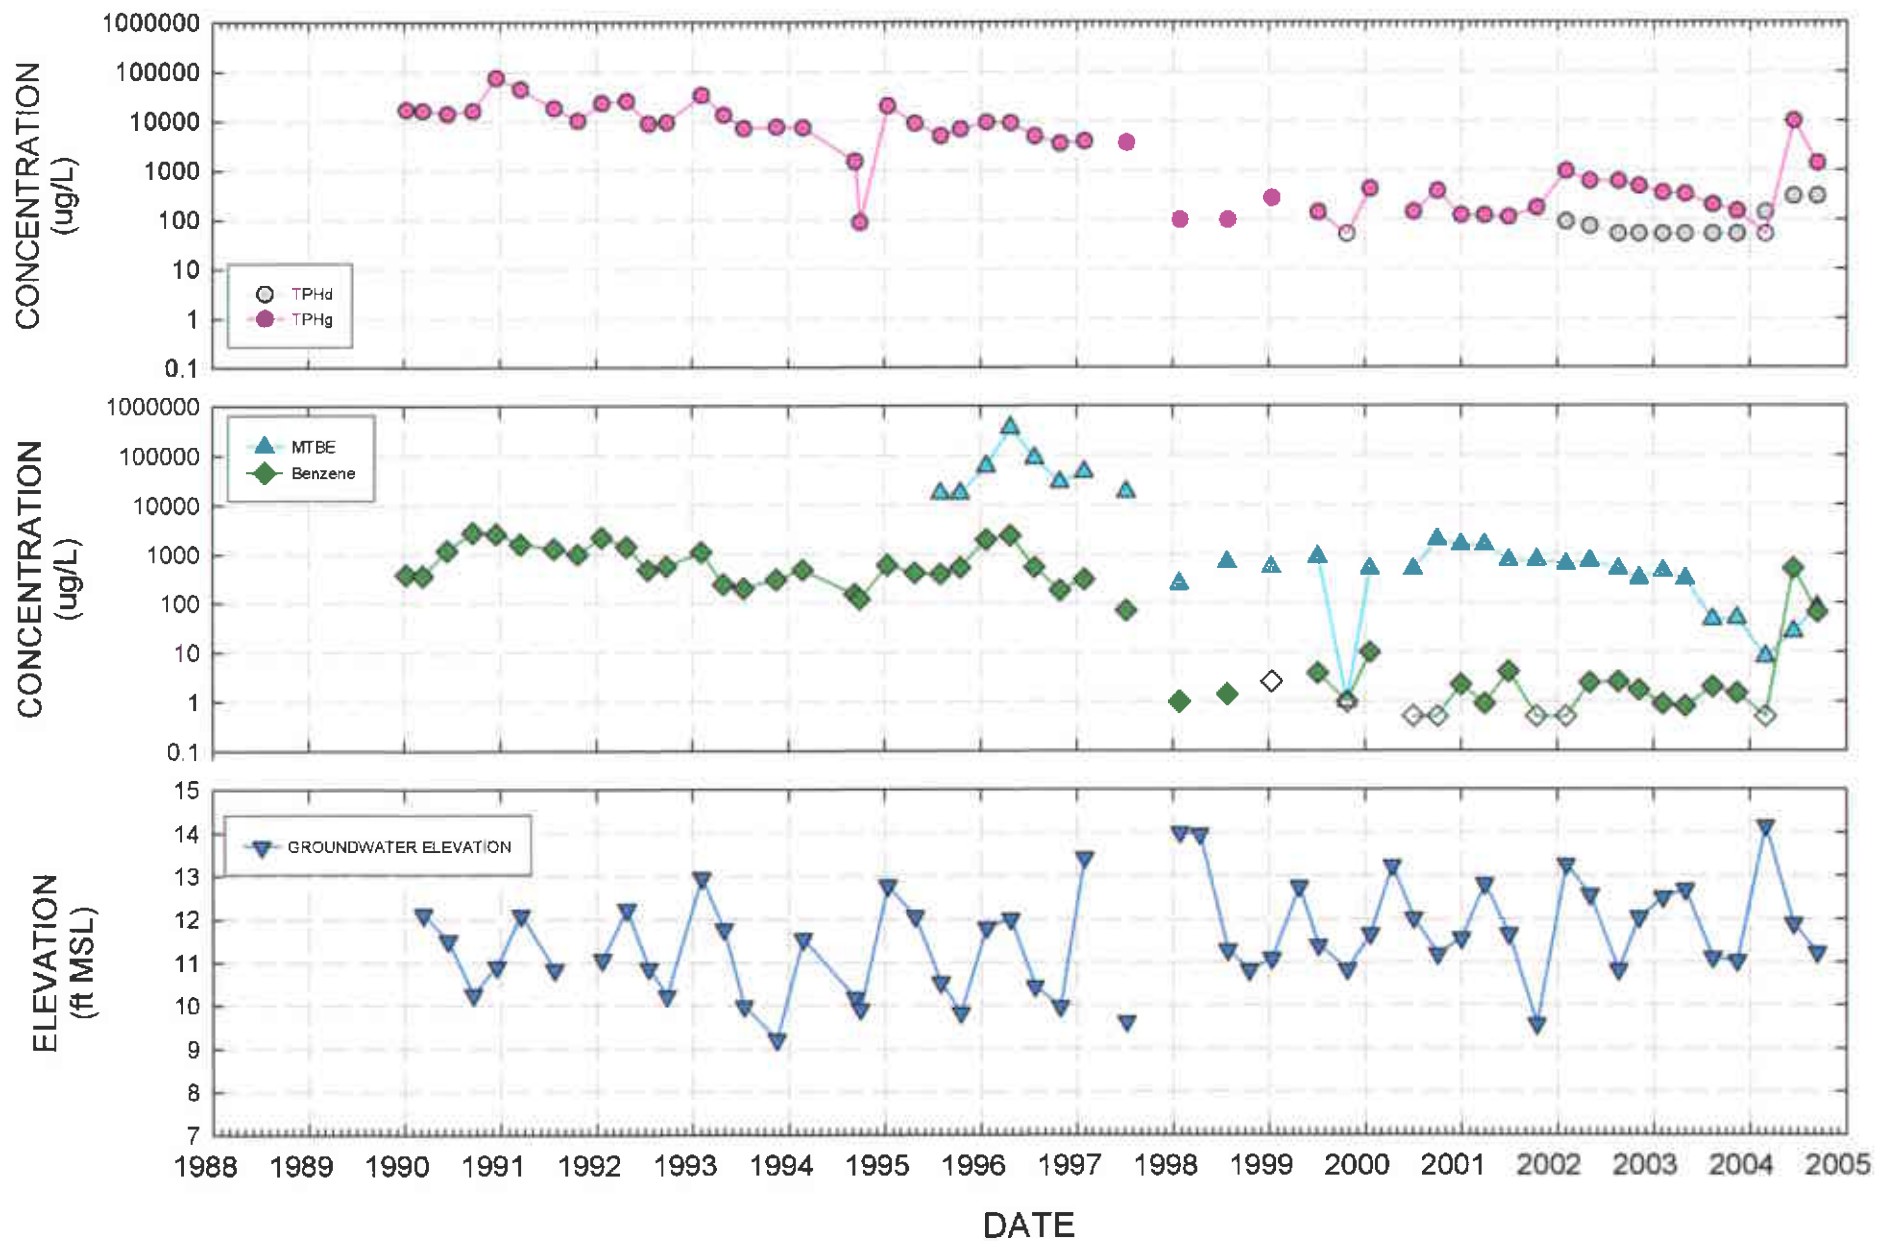 CONCENTRATION
(ug/L)
1000000
100000
10000
1000
100
10
1
0.1
TPHd
TPHg
CONCENTRATION
(ug/L)
1000000
100000
10000
1000
100
10
1
0.1
MTBE
Benzene
ELEVATION
(ft MSL)
15
14
13
12
11
10
9
8
7
GROUNDWATER ELEVATION
1988 1989 1990 1991 1992 1993 1994 1995 1996 1997 1998 1999 2000 2001 2002 2003 2004 2005
DATE